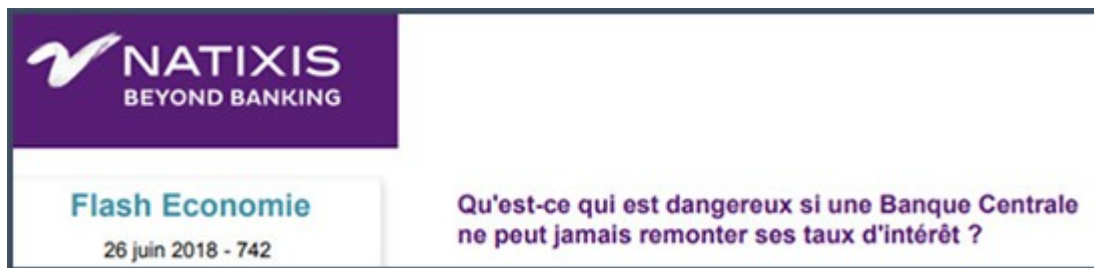 NATIXIS
BEYOND BANKING
Flash Economie
26 juin 2018 - 742
Qu'est-ce qui est dangereux si une Banque Centrale
ne peut jamais remonter ses taux d'intérêt ?